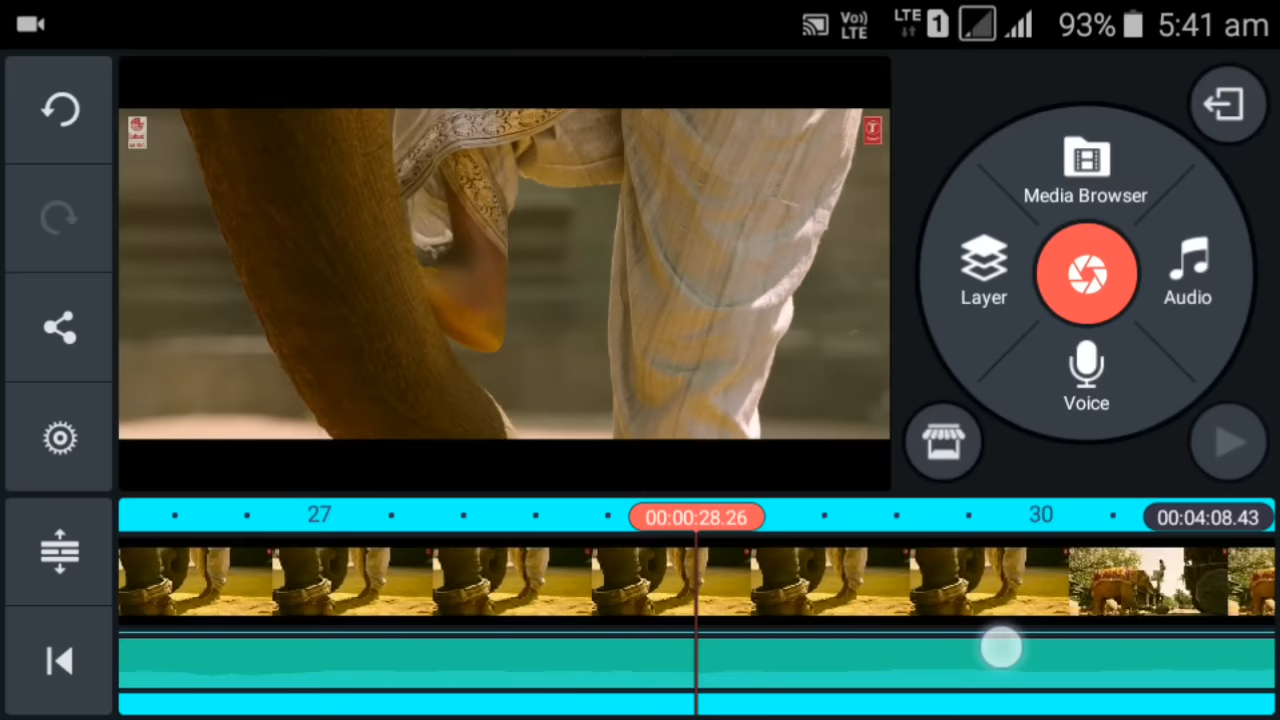 Vo))
LTE
LTE
1
93%
5:41 am
Media Browser
Layer
Audio
Voice
27
00:00:28.26
30
00:04:08.43